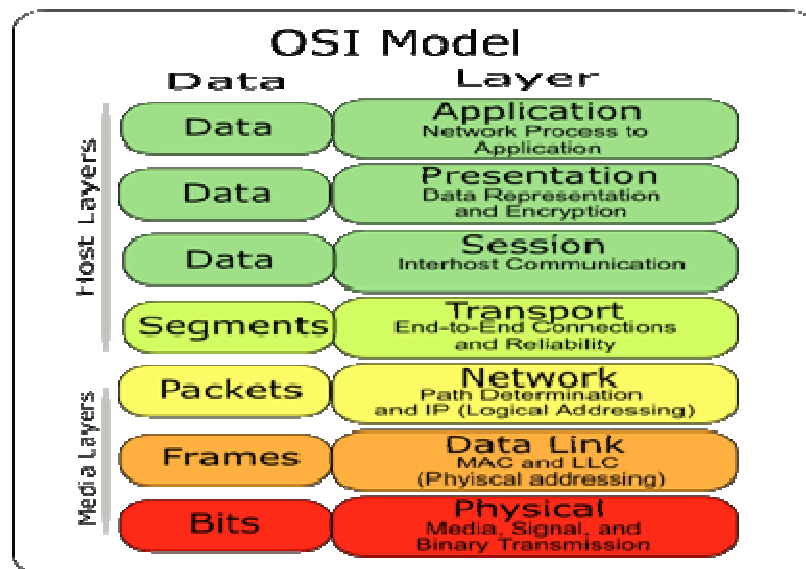 OSI Model
Data Layer
Host Layers
Data
Application
Network Process to
Application
Data
Presentation
Data Representation
and Encryption
Data
Session
Interhost Communication
Segments
Transport
End-to-End Connections
and Reliability
Media Layers
Packets
Network
Path Determination
and IP (Logical Addressing)
Frames
Data Link
MAC and LLC
(Phyiscal addressing)
Bits
Physical
Media, Signal, and
Binary Transmission